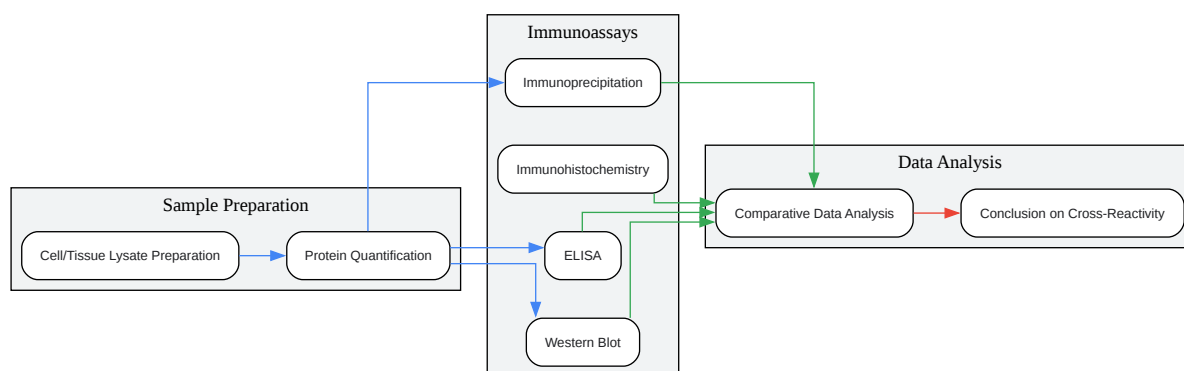 Sample Preparation
Cell/Tissue Lysate Preparation
Protein Quantification
Immunoassays
Immunoprecipitation
Immunohistochemistry
ELISA
Western Blot
Data Analysis
Comparative Data Analysis
Conclusion on Cross-Reactivity